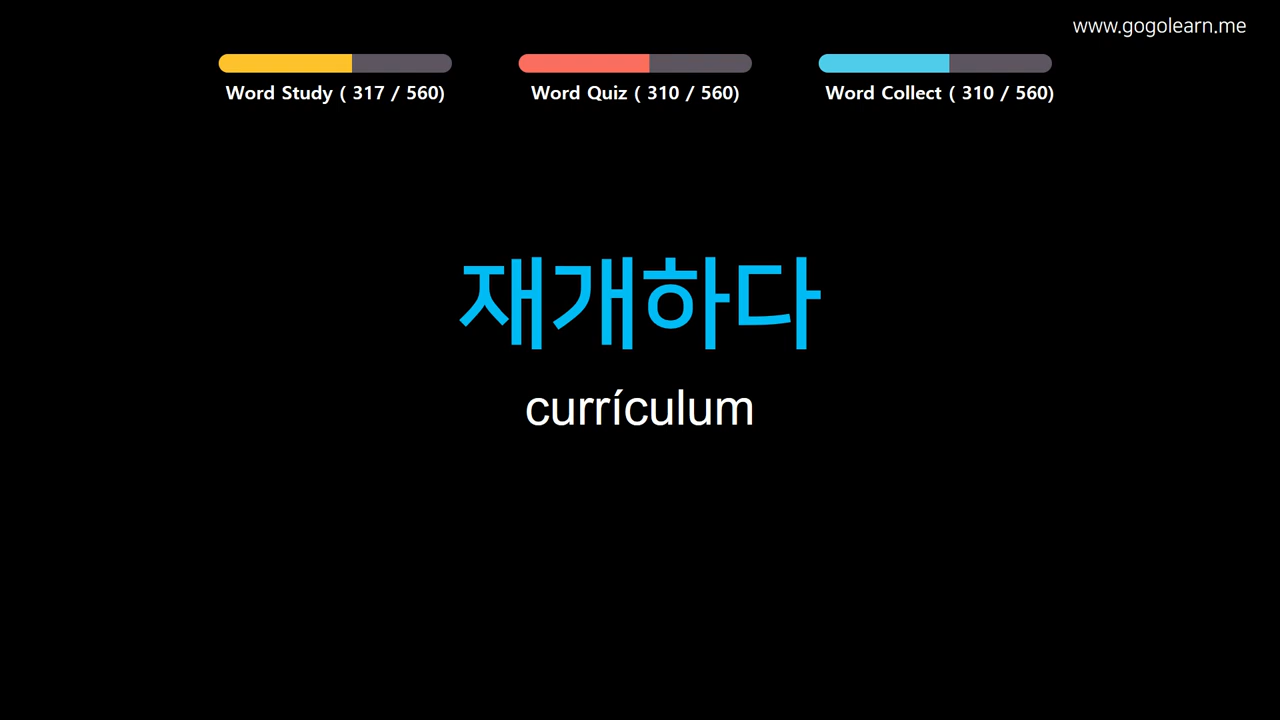 www.gogolearn.me
Word Study ( 317 / 560)
Word Quiz ( 310 / 560)
Word Collect ( 310 / 560)
재개하다
currículum